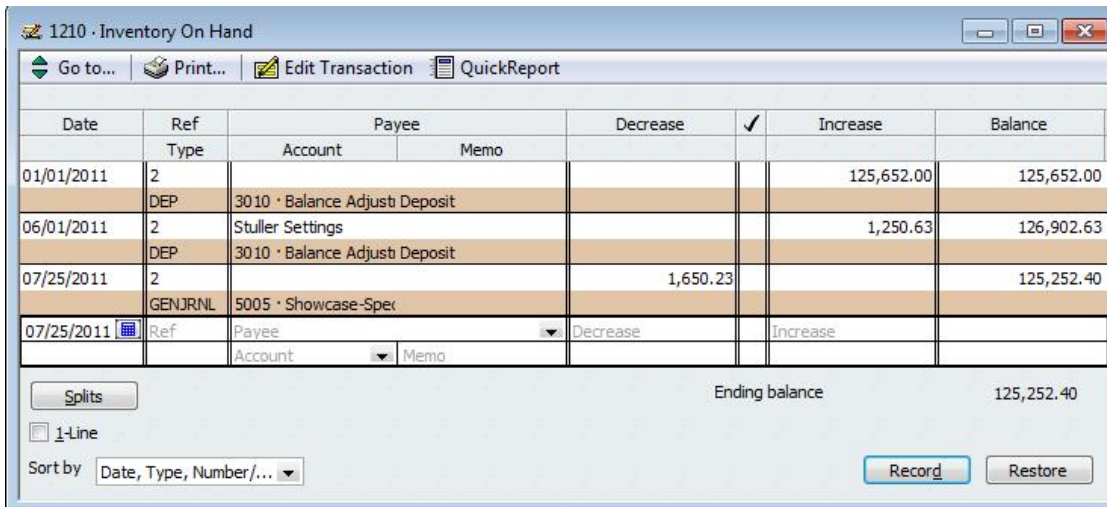 1210 · Inventory On Hand
Go to... Print... Edit Transaction QuickReport
Date Ref Payee Decrease ✓ Increase Balance
Type Account Memo
01/01/2011 2 125,652.00 125,652.00
DEP 3010 · Balance Adjusti Deposit
06/01/2011 2 Stuller Settings 1,250.63 126,902.63
DEP 3010 · Balance Adjusti Deposit
07/25/2011 2 1,650.23 125,252.40
GENJRNL 5005 · Showcase-Spec
07/25/2011 Ref Payee Decrease Increase
Account Memo
Splits Ending balance 125,252.40
1-Line
Sort by Date, Type, Number/... Record Restore